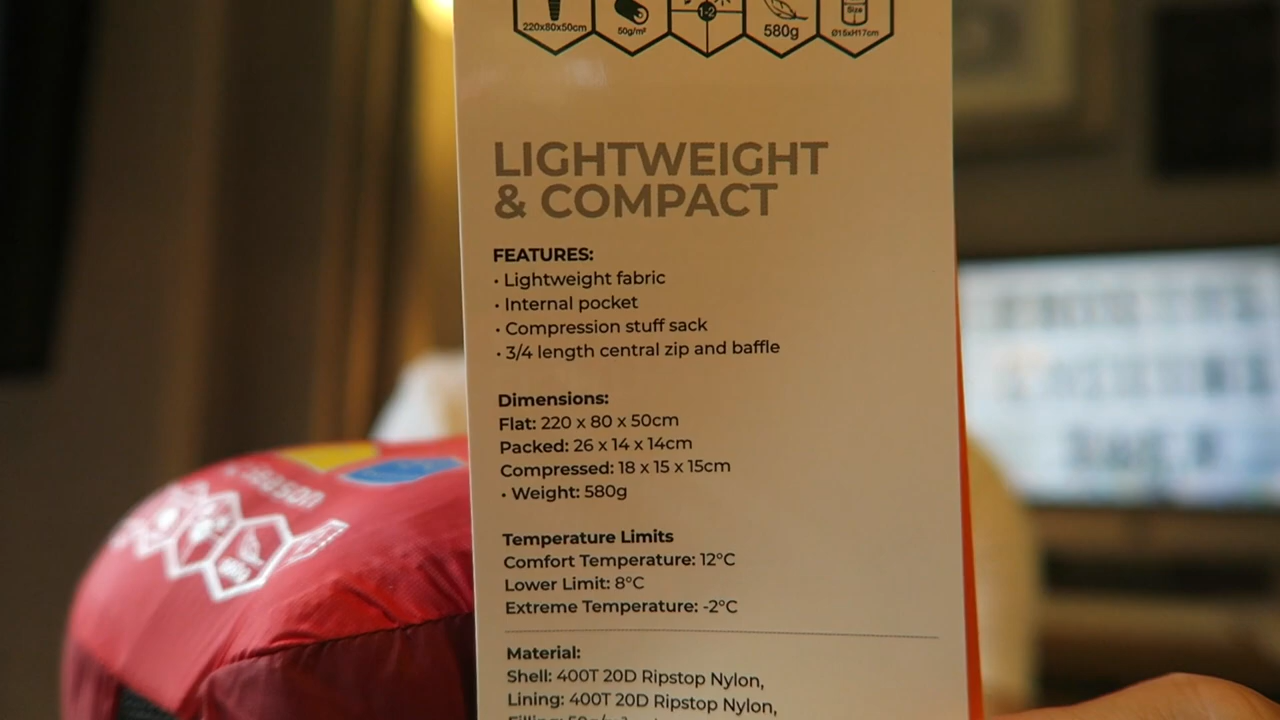 220x80x50cm
50g/m²
1-2
580g
Size
Ø15xH17cm
LIGHTWEIGHT
& COMPACT
FEATURES:
• Lightweight fabric
• Internal pocket
• Compression stuff sack
• 3/4 length central zip and baffle
Dimensions:
Flat: 220 x 80 x 50cm
Packed: 26 x 14 x 14cm
Compressed: 18 x 15 x 15cm
• Weight: 580g
Temperature Limits
Comfort Temperature: 12°C
Lower Limit: 8°C
Extreme Temperature: -2°C
Material:
Shell: 400T 20D Ripstop Nylon,
Lining: 400T 20D Ripstop Nylon,